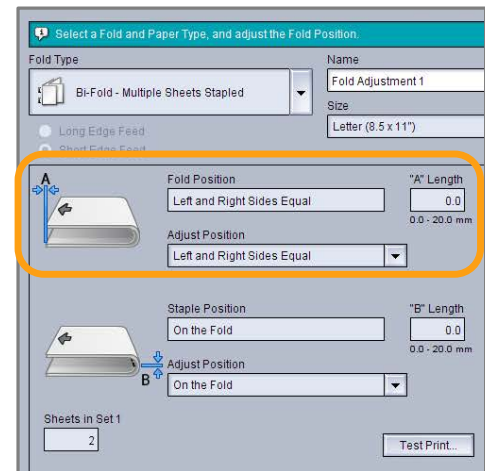 Select a Fold and Paper Type, and adjust the Fold Position.
Fold Type
Name
Bi-Fold - Multiple Sheets Stapled
Fold Adjustment 1
Size
Letter (8.5 x 11")
Long Edge Feed
Short Edge Feed
A
Fold Position
"A" Length
Left and Right Sides Equal
0.0
0.0 - 20.0 mm
Adjust Position
Left and Right Sides Equal
Staple Position
"B" Length
On the Fold
0.0
0.0 - 20.0 mm
B
Adjust Position
On the Fold
Sheets in Set 1
2
Test Print...